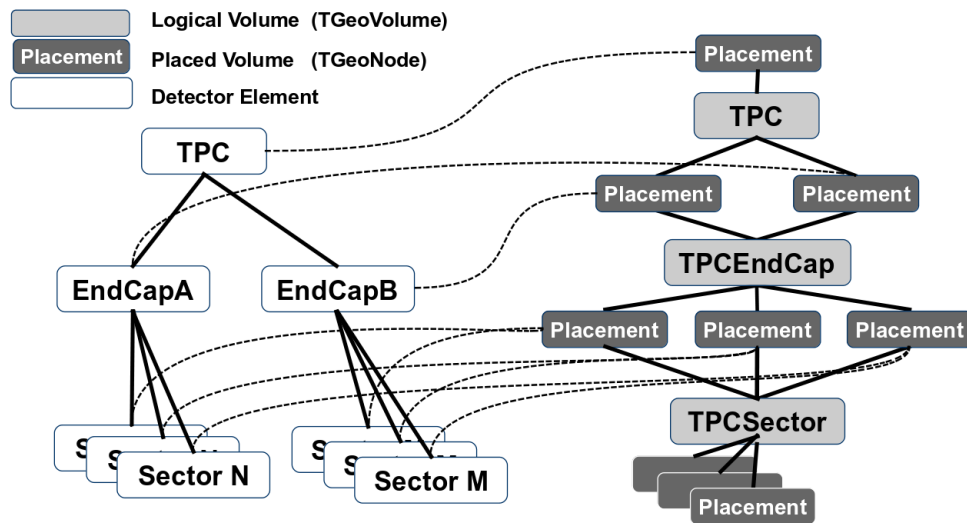 Logical Volume (TGeoVolume)
Placement
Placed Volume (TGeoNode)
Detector Element
Placement
TPC
TPC
Placement
Placement
TPCEndCap
EndCapA
EndCapB
Placement
Placement
Placement
TPCSector
S
S
Sector N
S
S
Sector M
Placement